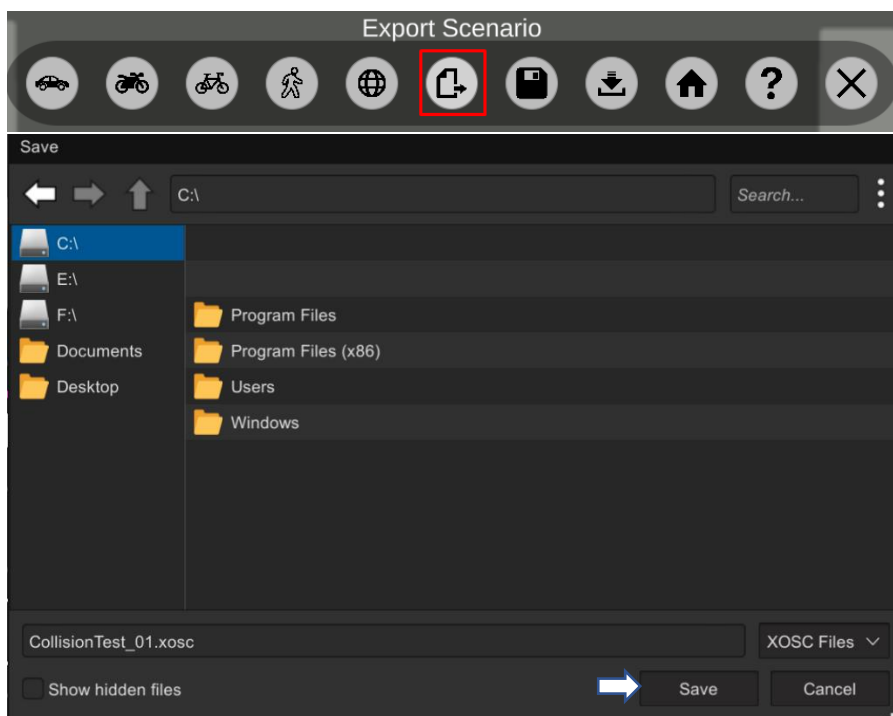 Export Scenario
?
Save
C:\
Search...
C:\
E:\
F:\
Program Files
Documents
Program Files (x86)
Desktop
Users
Windows
CollisionTest_01.xosc
XOSC Files
Show hidden files
Save
Cancel